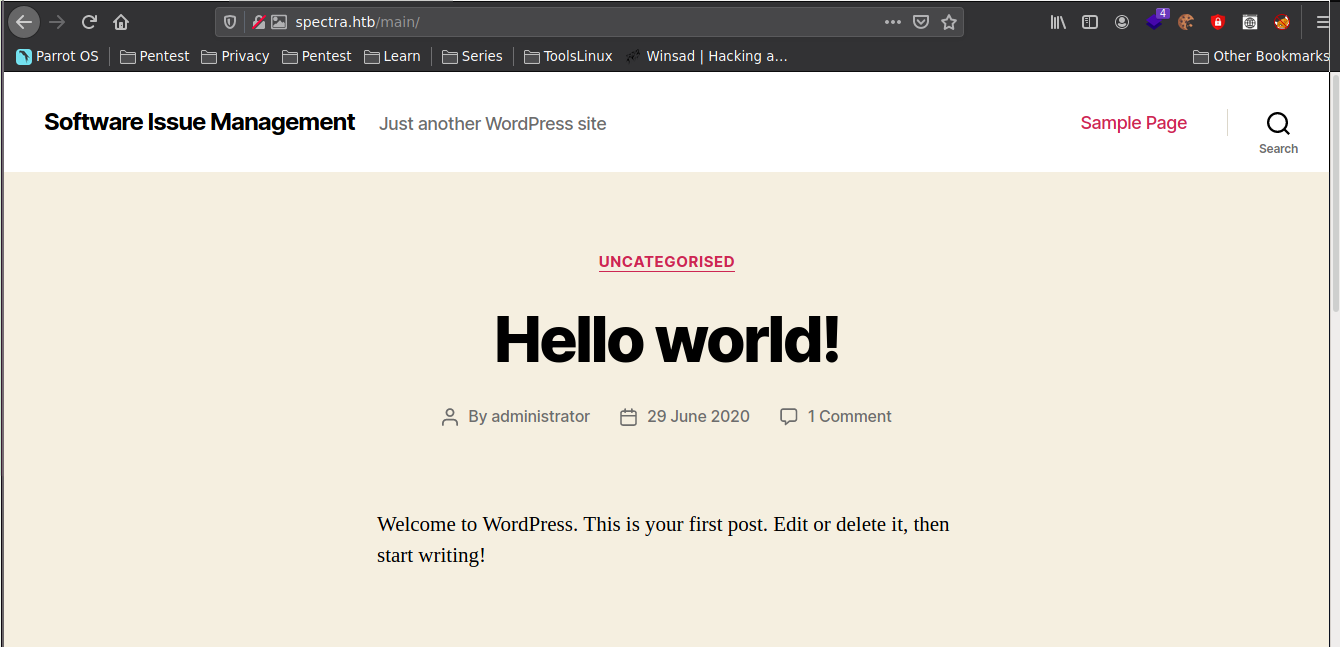 spectra.htb/main/
4
Parrot OS Pentest Privacy Pentest Learn Series ToolsLinux Winsad | Hacking a... Other Bookmarks
Software Issue Management Just another WordPress site Sample Page
Search
UNCATEGORISED
Hello world!
By administrator 29 June 2020 1 Comment
Welcome to WordPress. This is your first post. Edit or delete it, then
start writing!